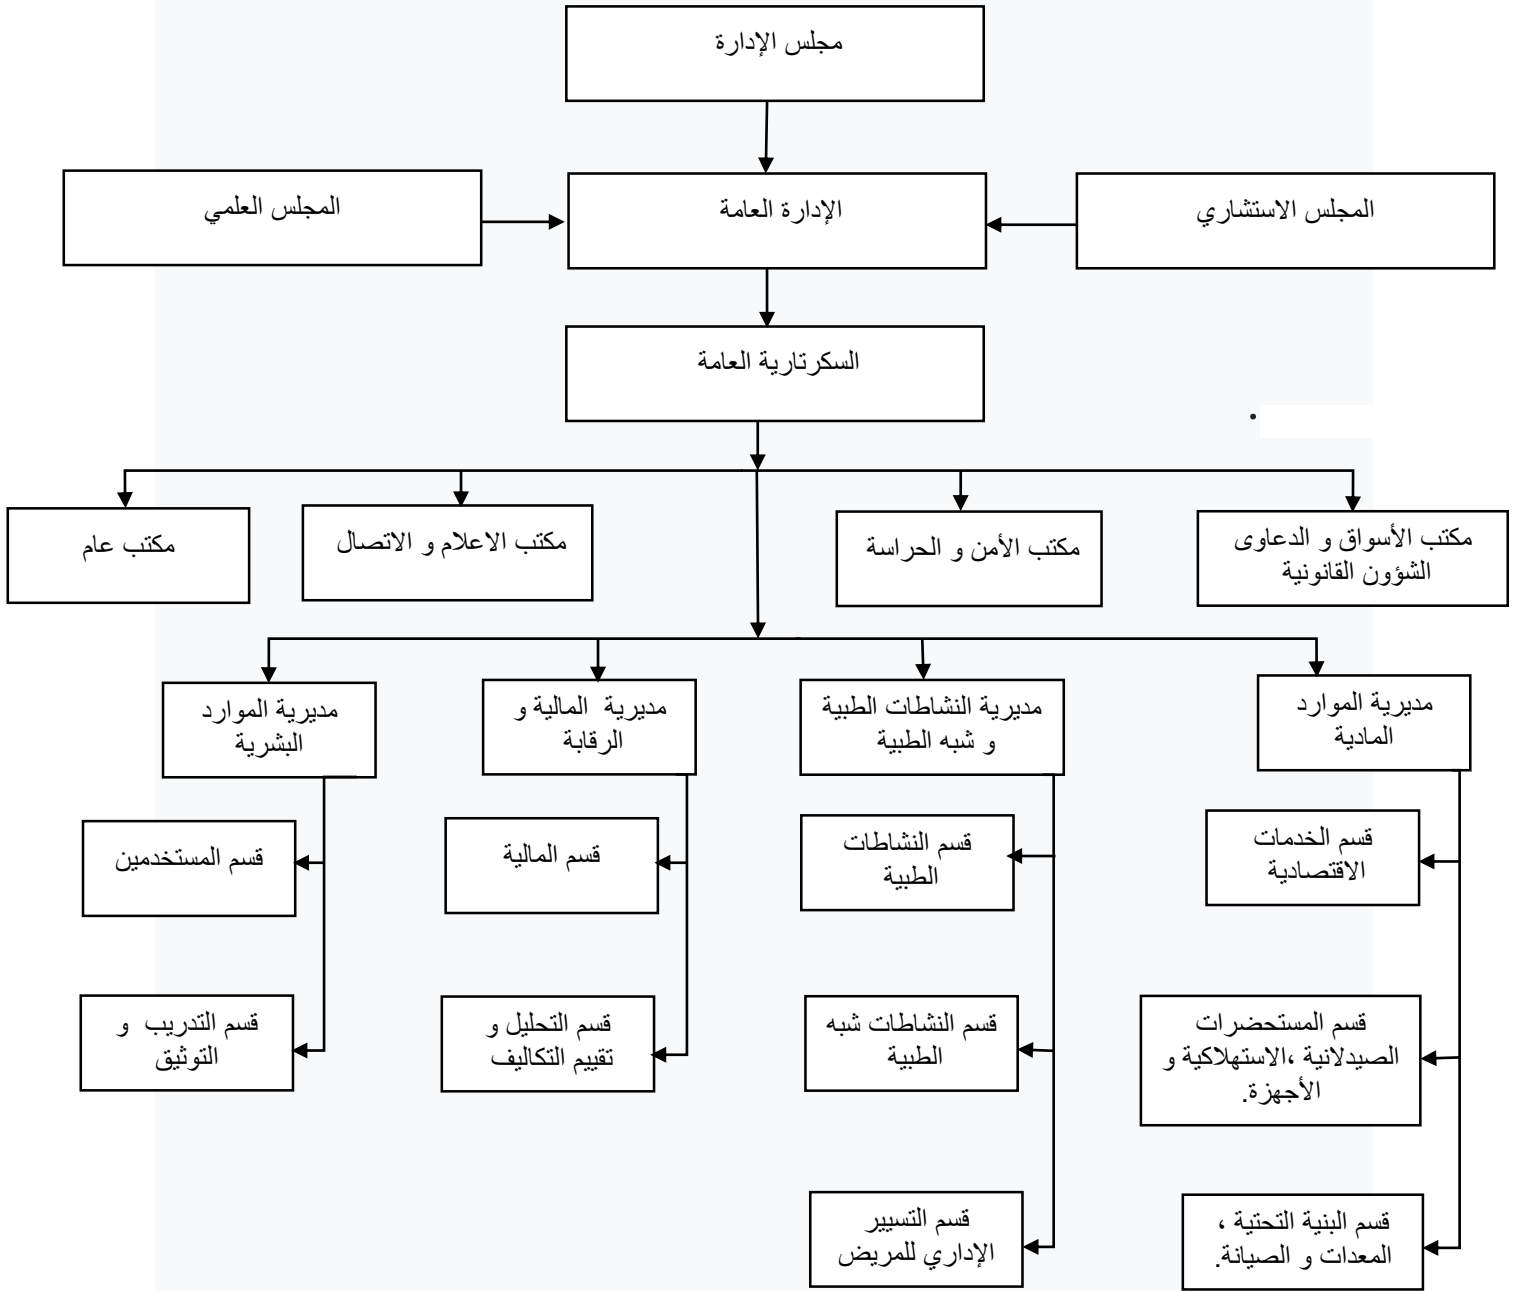 مجلس الإدارة
المجلس الاستشاري
الإدارة العامة
المجلس العلمي
السكرتارية العامة
•
مكتب الأسواق و الدعاوى
الشؤون القانونية
مكتب الأمن و الحراسة
مكتب الاعلام و الاتصال
مكتب عام
مديرية الموارد
المادية
مديرية النشاطات الطبية
و شبه الطبية
مديرية المالية و
الرقابة
مديرية الموارد
البشرية
قسم الخدمات
الاقتصادية
قسم النشاطات
الطبية
قسم المالية
قسم المستخدمين
قسم المستحضرات
الصيدلانية ،الاستهلاكية و
الأجهزة.
قسم النشاطات شبه
الطبية
قسم التحليل و
تقييم التكاليف
قسم التدريب و
التوثيق
قسم البنية التحتية ،
المعدات و الصيانة.
قسم التسيير
الإداري للمريض